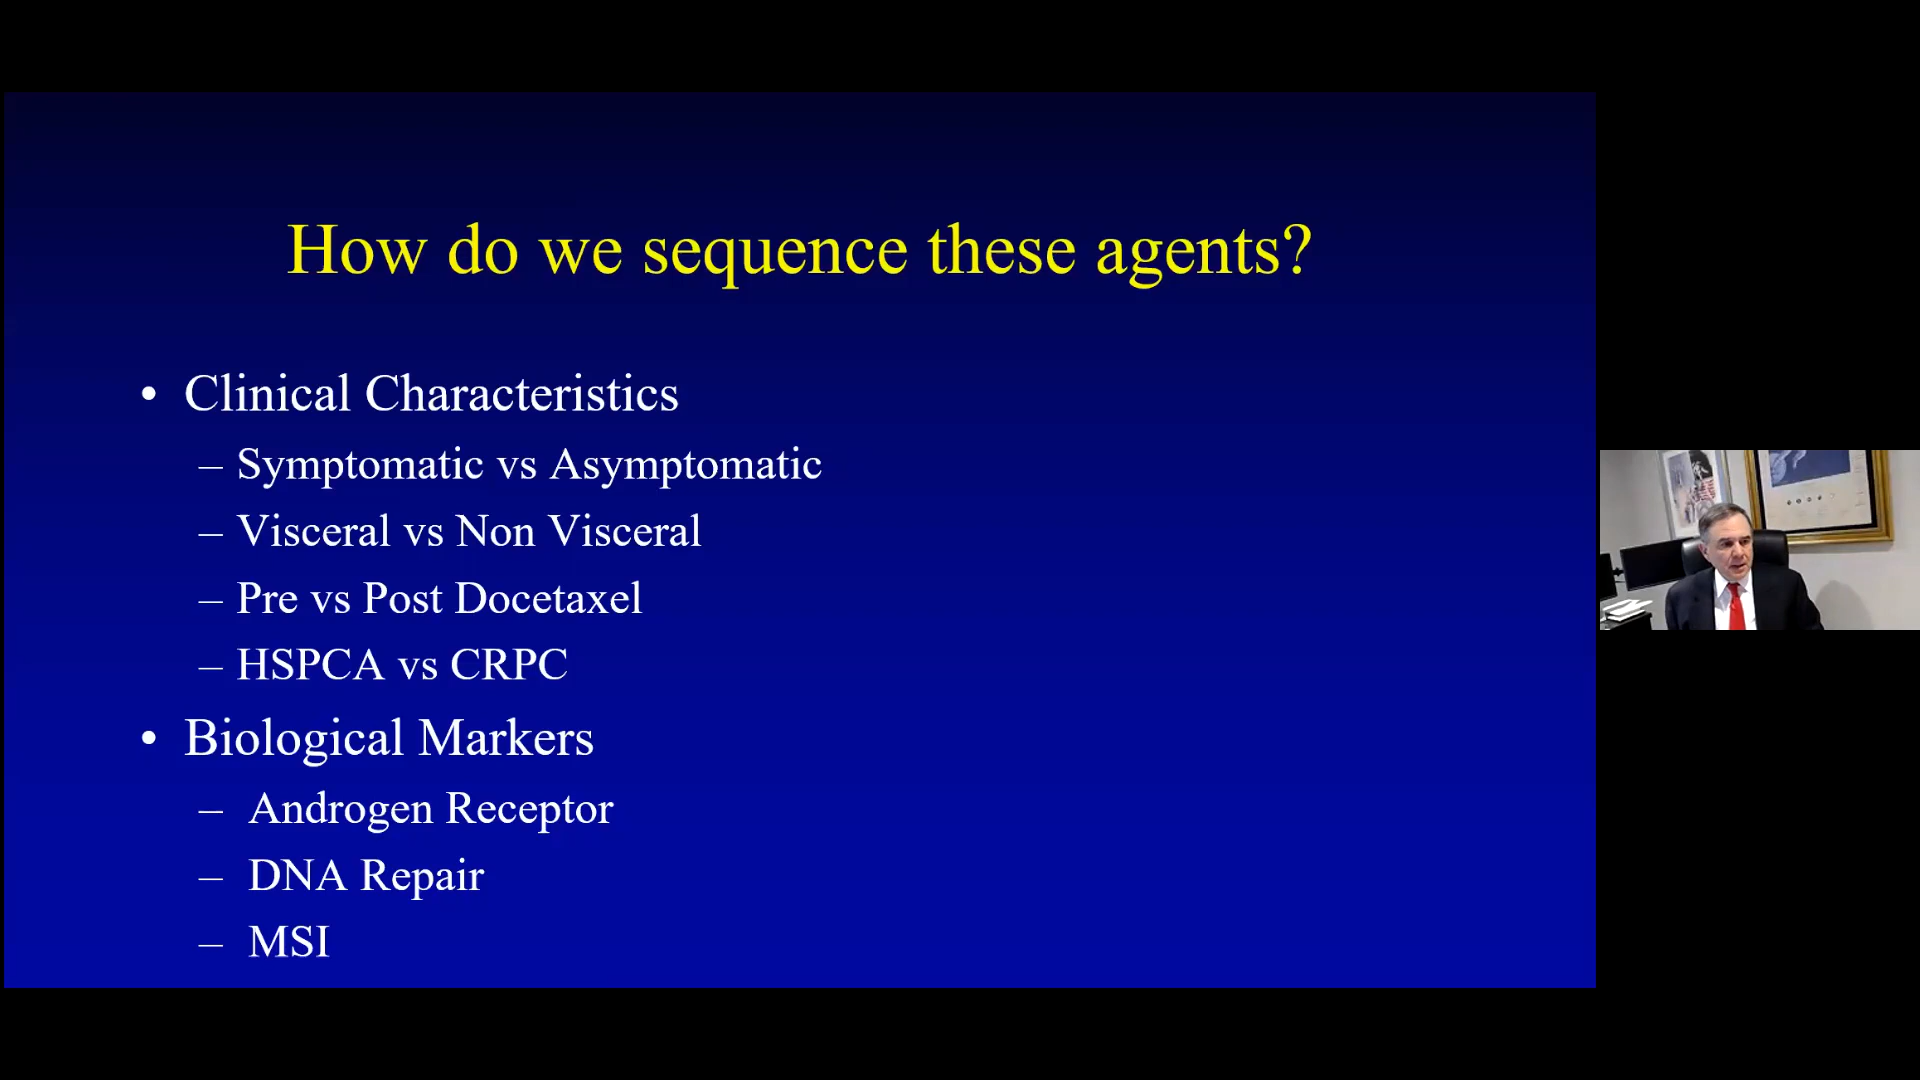 How do we sequence these agents?
• Clinical Characteristics
– Symptomatic vs Asymptomatic
– Visceral vs Non Visceral
– Pre vs Post Docetaxel
– HSPCA vs CRPC
• Biological Markers
– Androgen Receptor
– DNA Repair
– MSI